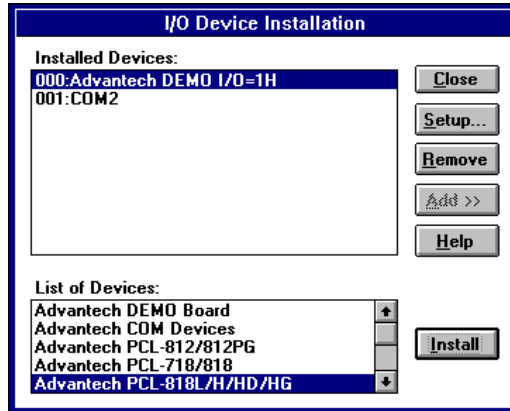 I/O Device Installation
Installed Devices:
000:Advantech DEMO I/O=1H
001:COM2
Close
Setup...
Remove
Add >>
Help
List of Devices:
Advantech DEMO Board
Advantech COM Devices
Advantech PCL-812/812PG
Advantech PCL-718/818
Advantech PCL-818L/H/HD/HG
Install